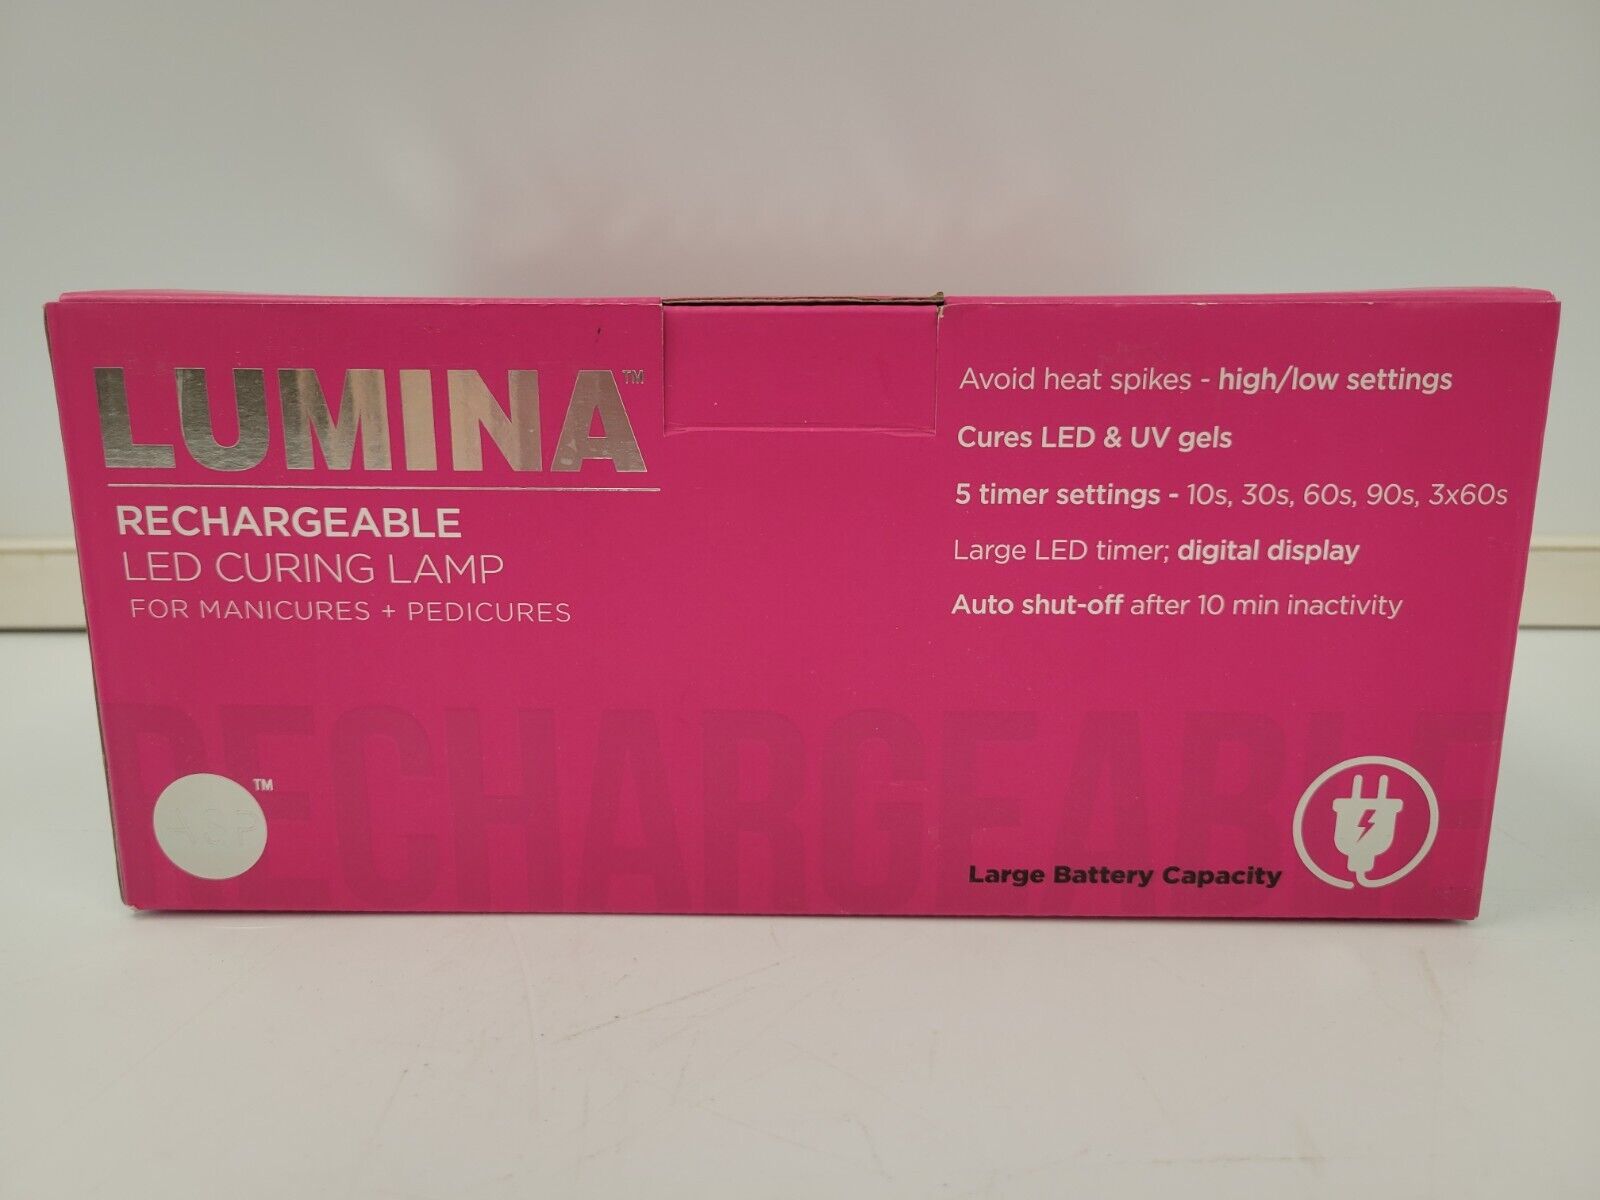 LUMINA™
RECHARGEABLE
LED CURING LAMP
FOR MANICURES + PEDICURES
Avoid heat spikes - high/low settings
Cures LED & UV gels
5 timer settings - 10s, 30s, 60s, 90s, 3x60s
Large LED timer; digital display
Auto shut-off after 10 min inactivity
RECHARGEABLE
ASP™
Large Battery Capacity